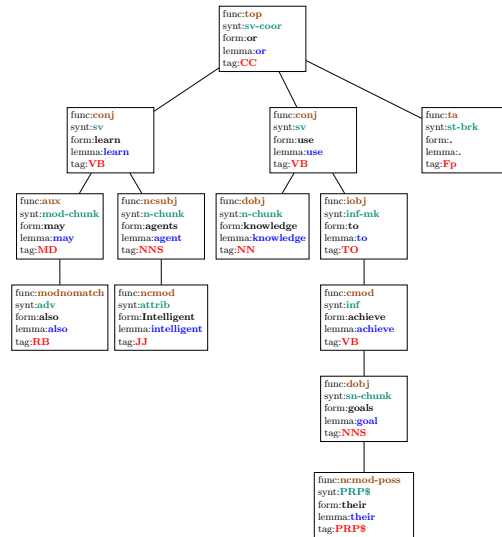 func:top
synt:sv-coor
form:or
lemma:or
tag:CC
func:conj
synt:sv
form:learn
lemma:learn
tag:VB
func:conj
synt:sv
form:use
lemma:use
tag:VB
func:ta
synt:st-brk
form:.
lemma:.
tag:Fp
func:aux
synt:mod-chunk
form:may
lemma:may
tag:MD
func:ncsubj
synt:n-chunk
form:agents
lemma:agent
tag:NNS
func:dobj
synt:n-chunk
form:knowledge
lemma:knowledge
tag:NN
func:iobj
synt:inf-mk
form:to
lemma:to
tag:TO
func:modnomatch
synt:adv
form:also
lemma:also
tag:RB
func:ncmod
synt:attrib
form:Intelligent
lemma:intelligent
tag:JJ
func:cmod
synt:inf
form:achieve
lemma:achieve
tag:VB
func:dobj
synt:sn-chunk
form:goals
lemma:goal
tag:NNS
func:ncmod-poss
synt:PRP$
form:their
lemma:their
tag:PRP$